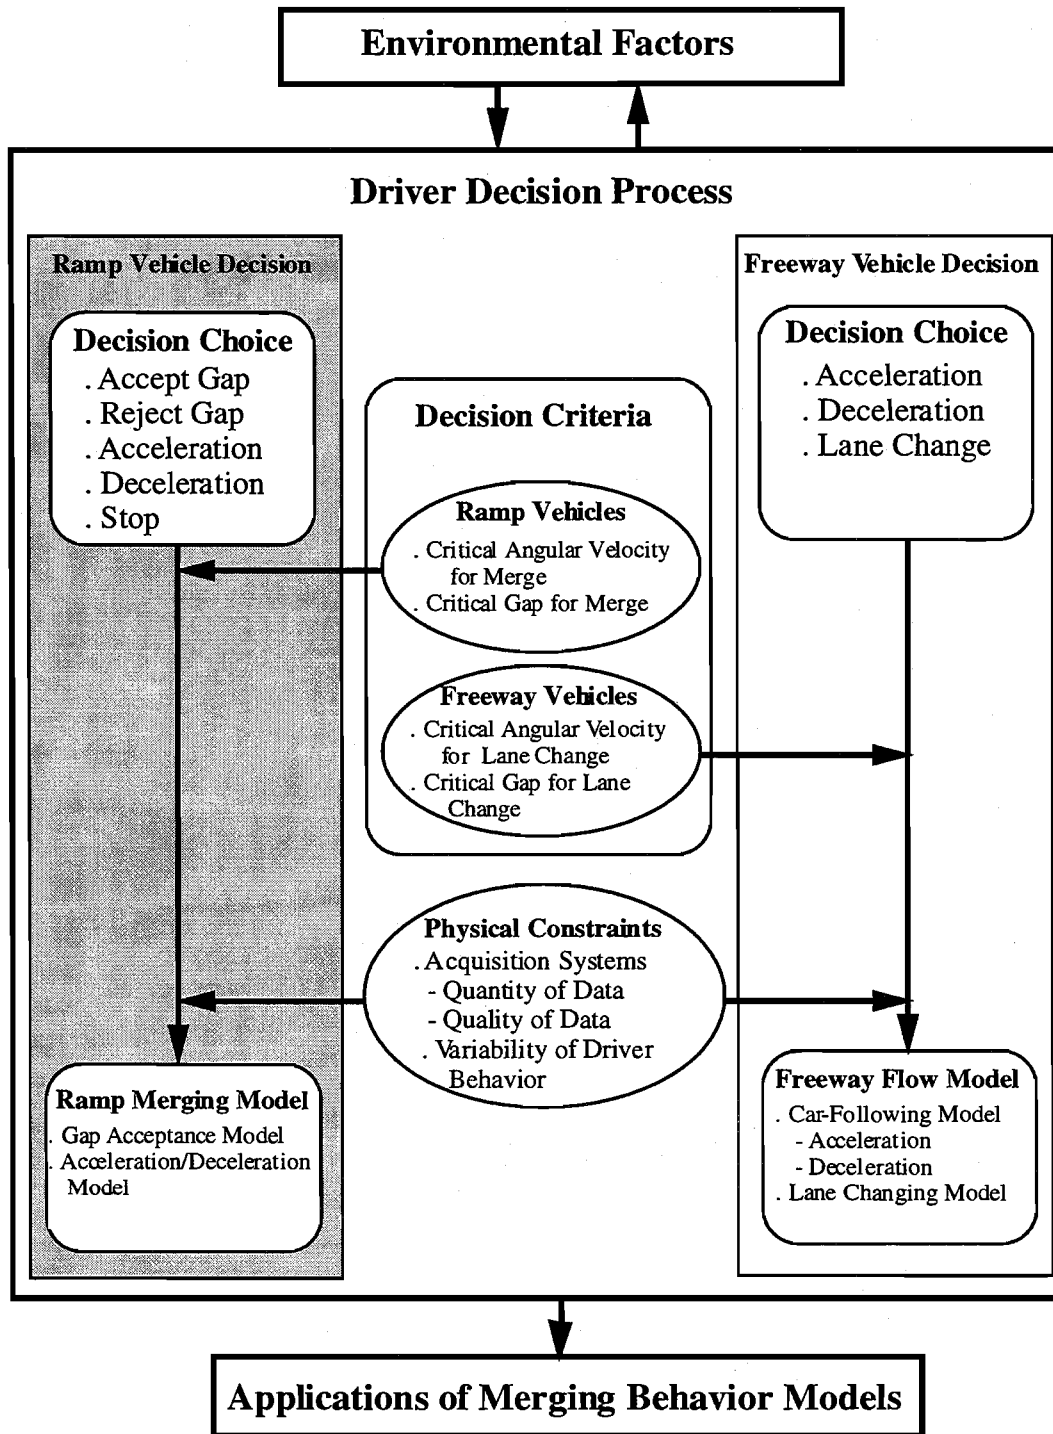 Environmental Factors
Driver Decision Process
Ramp Vehicle Decision
Decision Choice
. Accept Gap
. Reject Gap
. Acceleration
. Deceleration
. Stop
Decision Criteria
Ramp Vehicles
. Critical Angular Velocity
for Merge
. Critical Gap for Merge
Freeway Vehicles
. Critical Angular Velocity
for Lane Change
. Critical Gap for Lane
Change
Freeway Vehicle Decision
Decision Choice
. Acceleration
. Deceleration
. Lane Change
Physical Constraints
. Acquisition Systems
- Quantity of Data
- Quality of Data
. Variability of Driver
Behavior
Ramp Merging Model
. Gap Acceptance Model
. Acceleration/Deceleration
Model
Freeway Flow Model
. Car-Following Model
- Acceleration
- Deceleration
. Lane Changing Model
Applications of Merging Behavior Models